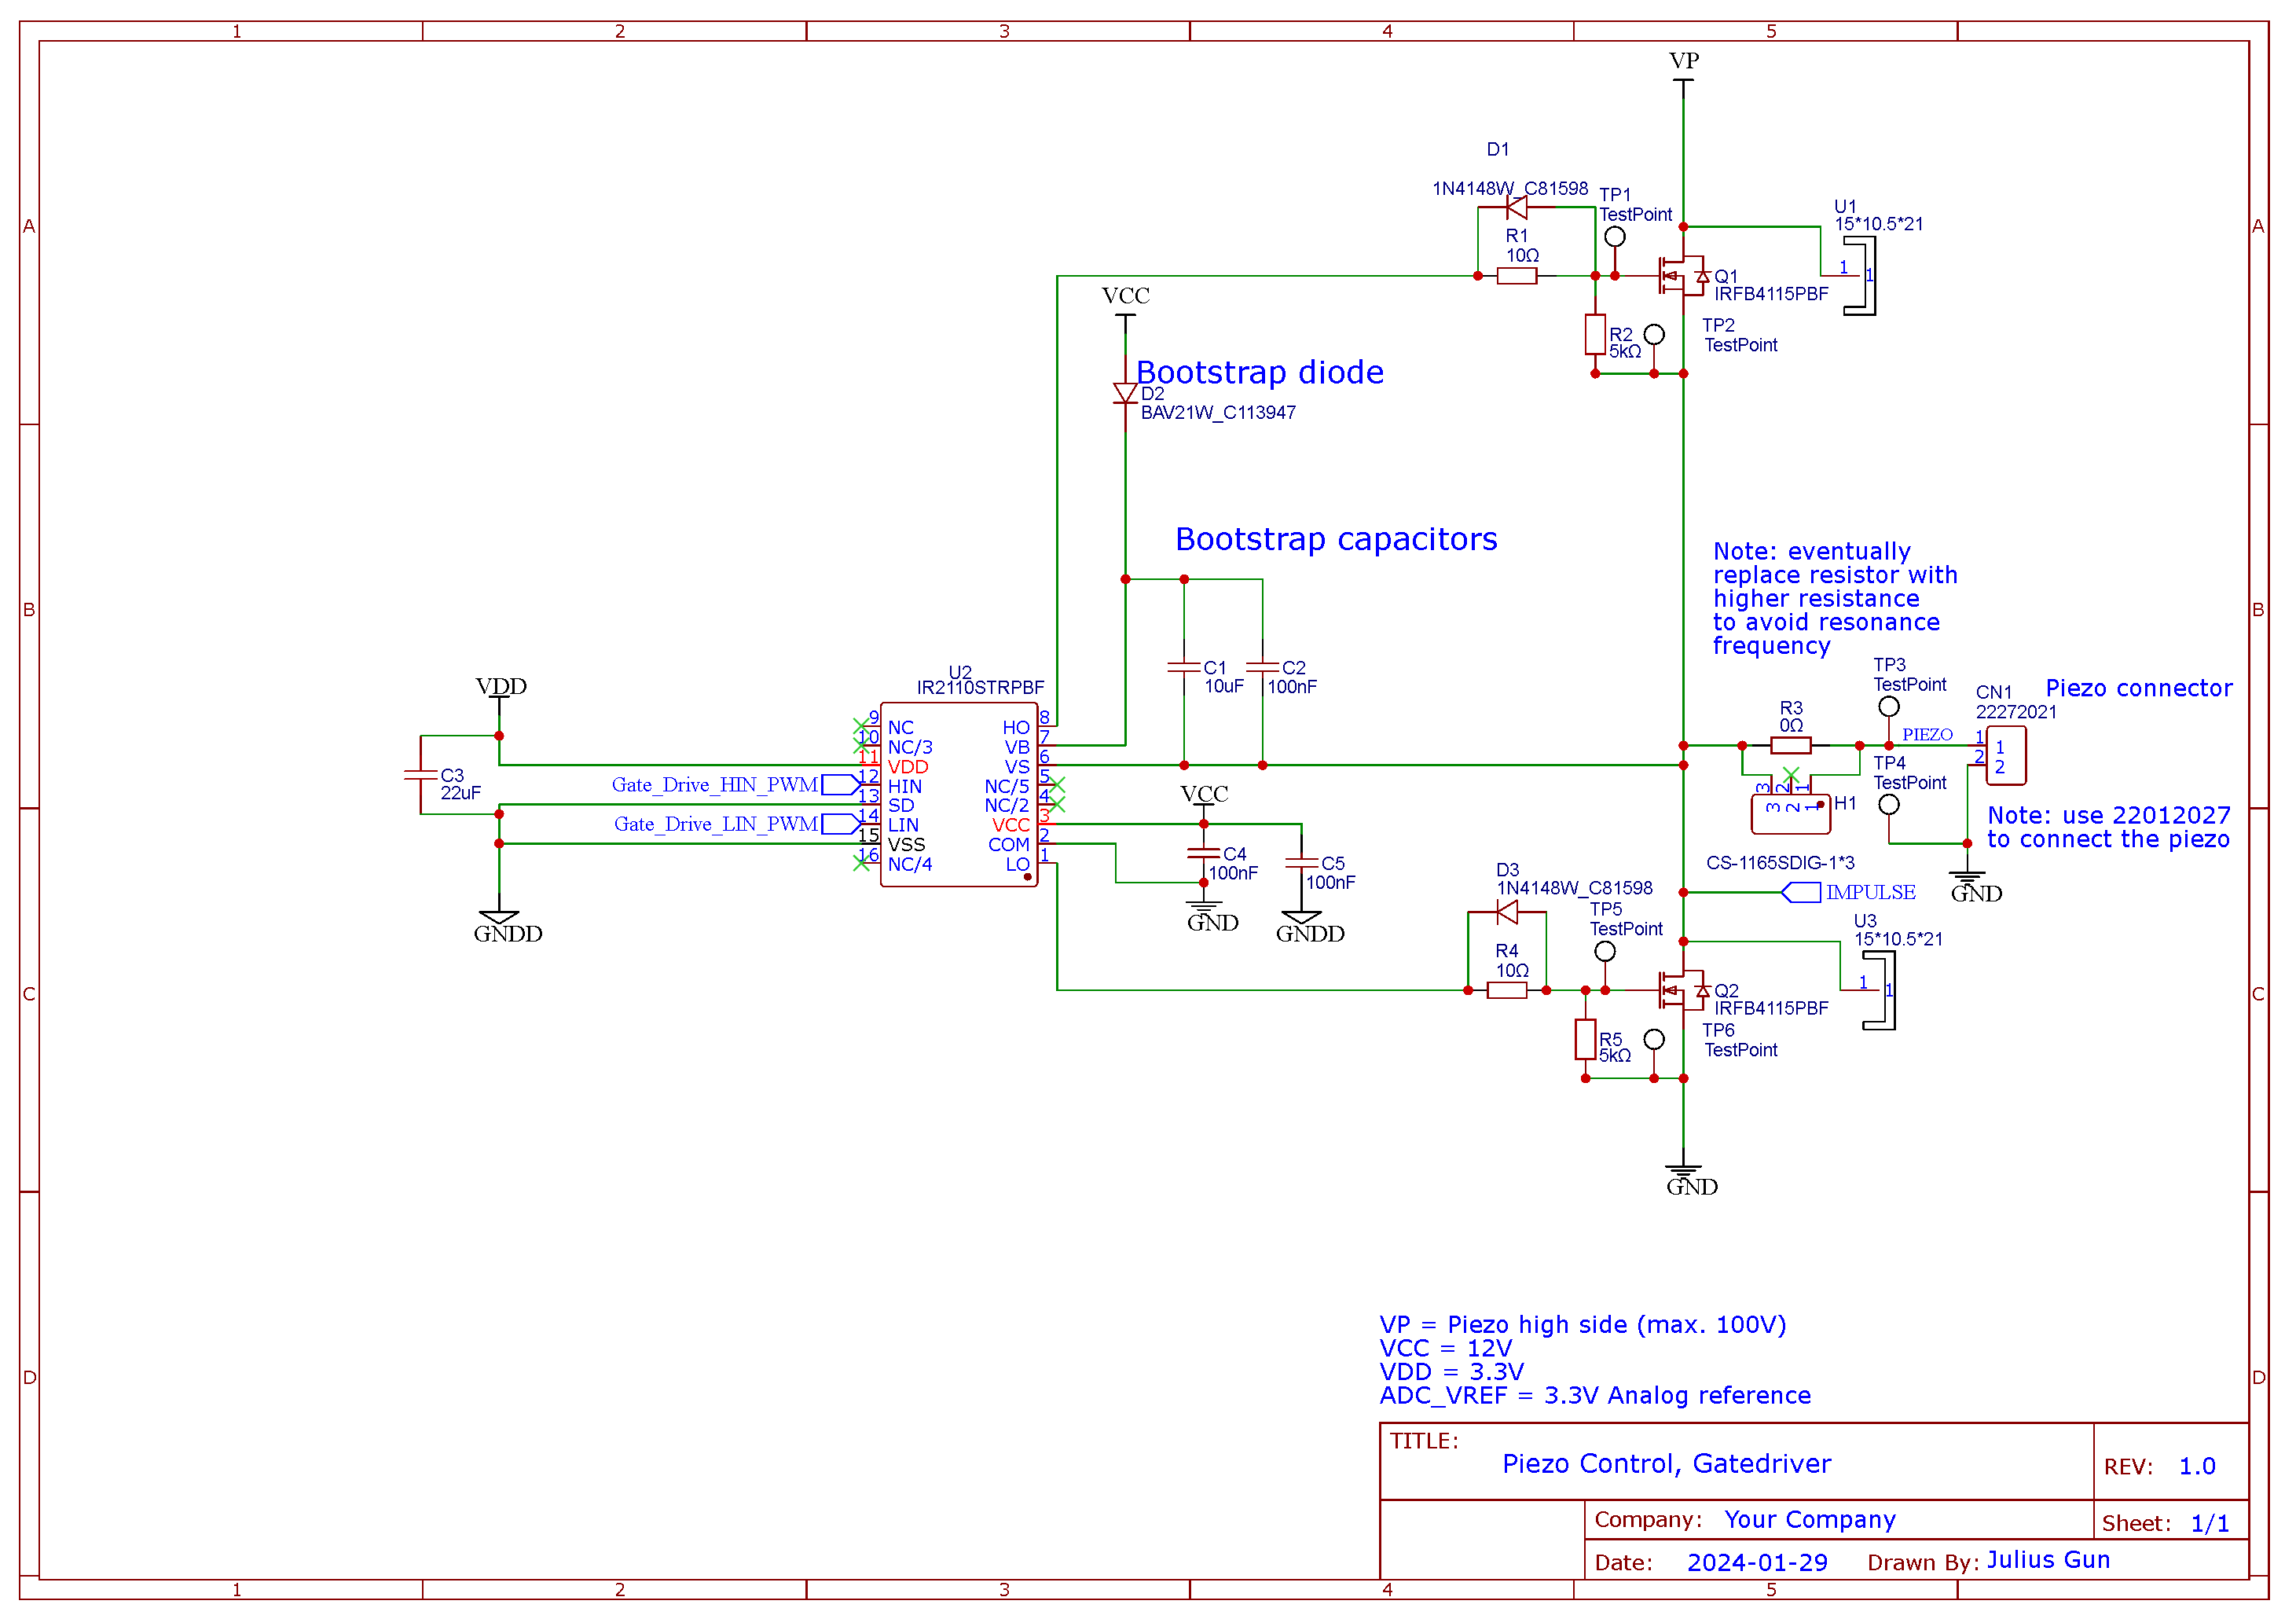 1 2 3 4 5
VP
D1
1N4148W_C81598
TP1
TestPoint
U1
15*10.5*21
A A
R1
10Ω
1 1
Q1
IRFB4115PBF
VCC
TP2
TestPoint
R2
5kΩ
Bootstrap diode
D2
BAV21W_C113947
Bootstrap capacitors
Note: eventually
replace resistor with
higher resistance
to avoid resonance
frequency
B B
C1
10uF
C2
100nF
U2
IR2110STRPBF
VDD
TP3
TestPoint
Piezo connector
CN1
22272021
R3
0Ω
PIEZO
1 1
2 2
9 NC HO 8
10 NC/3 VB 7
11 VDD VS 6
12 HIN NC/5 5
13 SD NC/2 4
14 LIN VCC 3
15 VSS COM 2
16 NC/4 LO 1
Gate_Drive_HIN_PWM
Gate_Drive_LIN_PWM
C3
22uF
TP4
TestPoint
VCC
3 2 1
3 2 1
H1
CS-1165SDIG-1*3
Note: use 22012027
to connect the piezo
C4
100nF
C5
100nF
GND
GNDD
GNDD
IMPULSE
GND
D3
1N4148W_C81598
TP5
TestPoint
U3
15*10.5*21
R4
10Ω
1 1
C C
Q2
IRFB4115PBF
TP6
TestPoint
R5
5kΩ
GND
VP = Piezo high side (max. 100V)
VCC = 12V
VDD = 3.3V
ADC_VREF = 3.3V Analog reference
D D
TITLE:
Piezo Control, Gatedriver
REV: 1.0
Company: Your Company
Sheet: 1/1
Date: 2024-01-29 Drawn By: Julius Gun
1 2 3 4 5